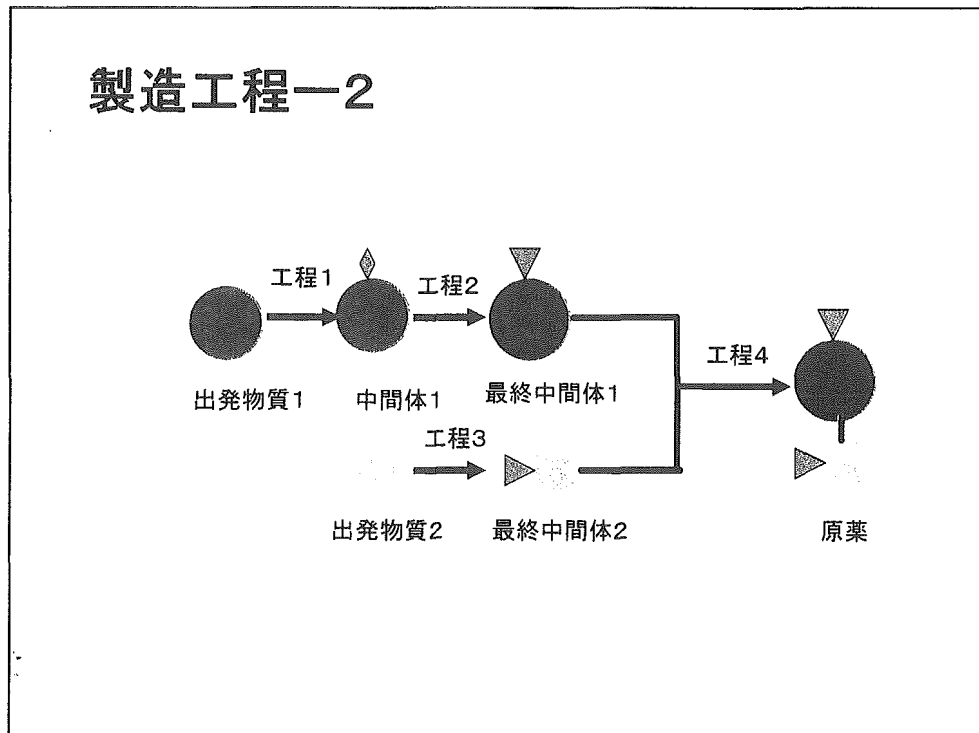 製造工程ー2
工程1
工程2
工程4
出発物質1
中間体1
最終中間体1
工程3
出発物質2
最終中間体2
原薬